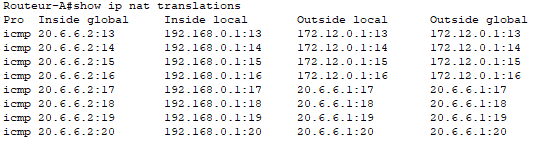 Routeur-A#show ip nat translations
Pro Inside global Inside local Outside local Outside global
icmp 20.6.6.2:13 192.168.0.1:13 172.12.0.1:13 172.12.0.1:13
icmp 20.6.6.2:14 192.168.0.1:14 172.12.0.1:14 172.12.0.1:14
icmp 20.6.6.2:15 192.168.0.1:15 172.12.0.1:15 172.12.0.1:15
icmp 20.6.6.2:16 192.168.0.1:16 172.12.0.1:16 172.12.0.1:16
icmp 20.6.6.2:17 192.168.0.1:17 20.6.6.1:17 20.6.6.1:17
icmp 20.6.6.2:18 192.168.0.1:18 20.6.6.1:18 20.6.6.1:18
icmp 20.6.6.2:19 192.168.0.1:19 20.6.6.1:19 20.6.6.1:19
icmp 20.6.6.2:20 192.168.0.1:20 20.6.6.1:20 20.6.6.1:20